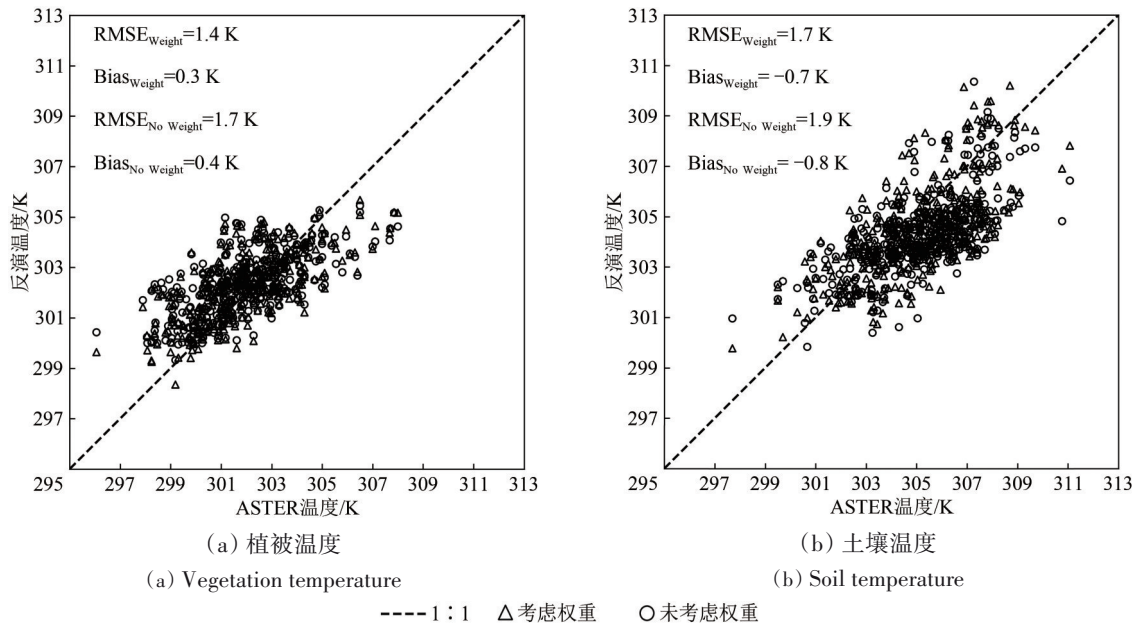 313
311
309
307
305
303
301
299
297
295
反演温度/K
RMSE_Weight=1.4 K
Bias_Weight=0.3 K
RMSE_No Weight=1.7 K
Bias_No Weight=0.4 K
297 299 301 303 305 307 309 311 313
ASTER温度/K
(a) 植被温度
(a) Vegetation temperature
313
311
309
307
305
303
301
299
297
295
反演温度/K
RMSE_Weight=1.7 K
Bias_Weight= −0.7 K
RMSE_No Weight=1.9 K
Bias_No Weight= −0.8 K
297 299 301 303 305 307 309 311 313
ASTER温度/K
(b) 土壤温度
(b) Soil temperature
1∶1 △ 考虑权重 ○ 未考虑权重